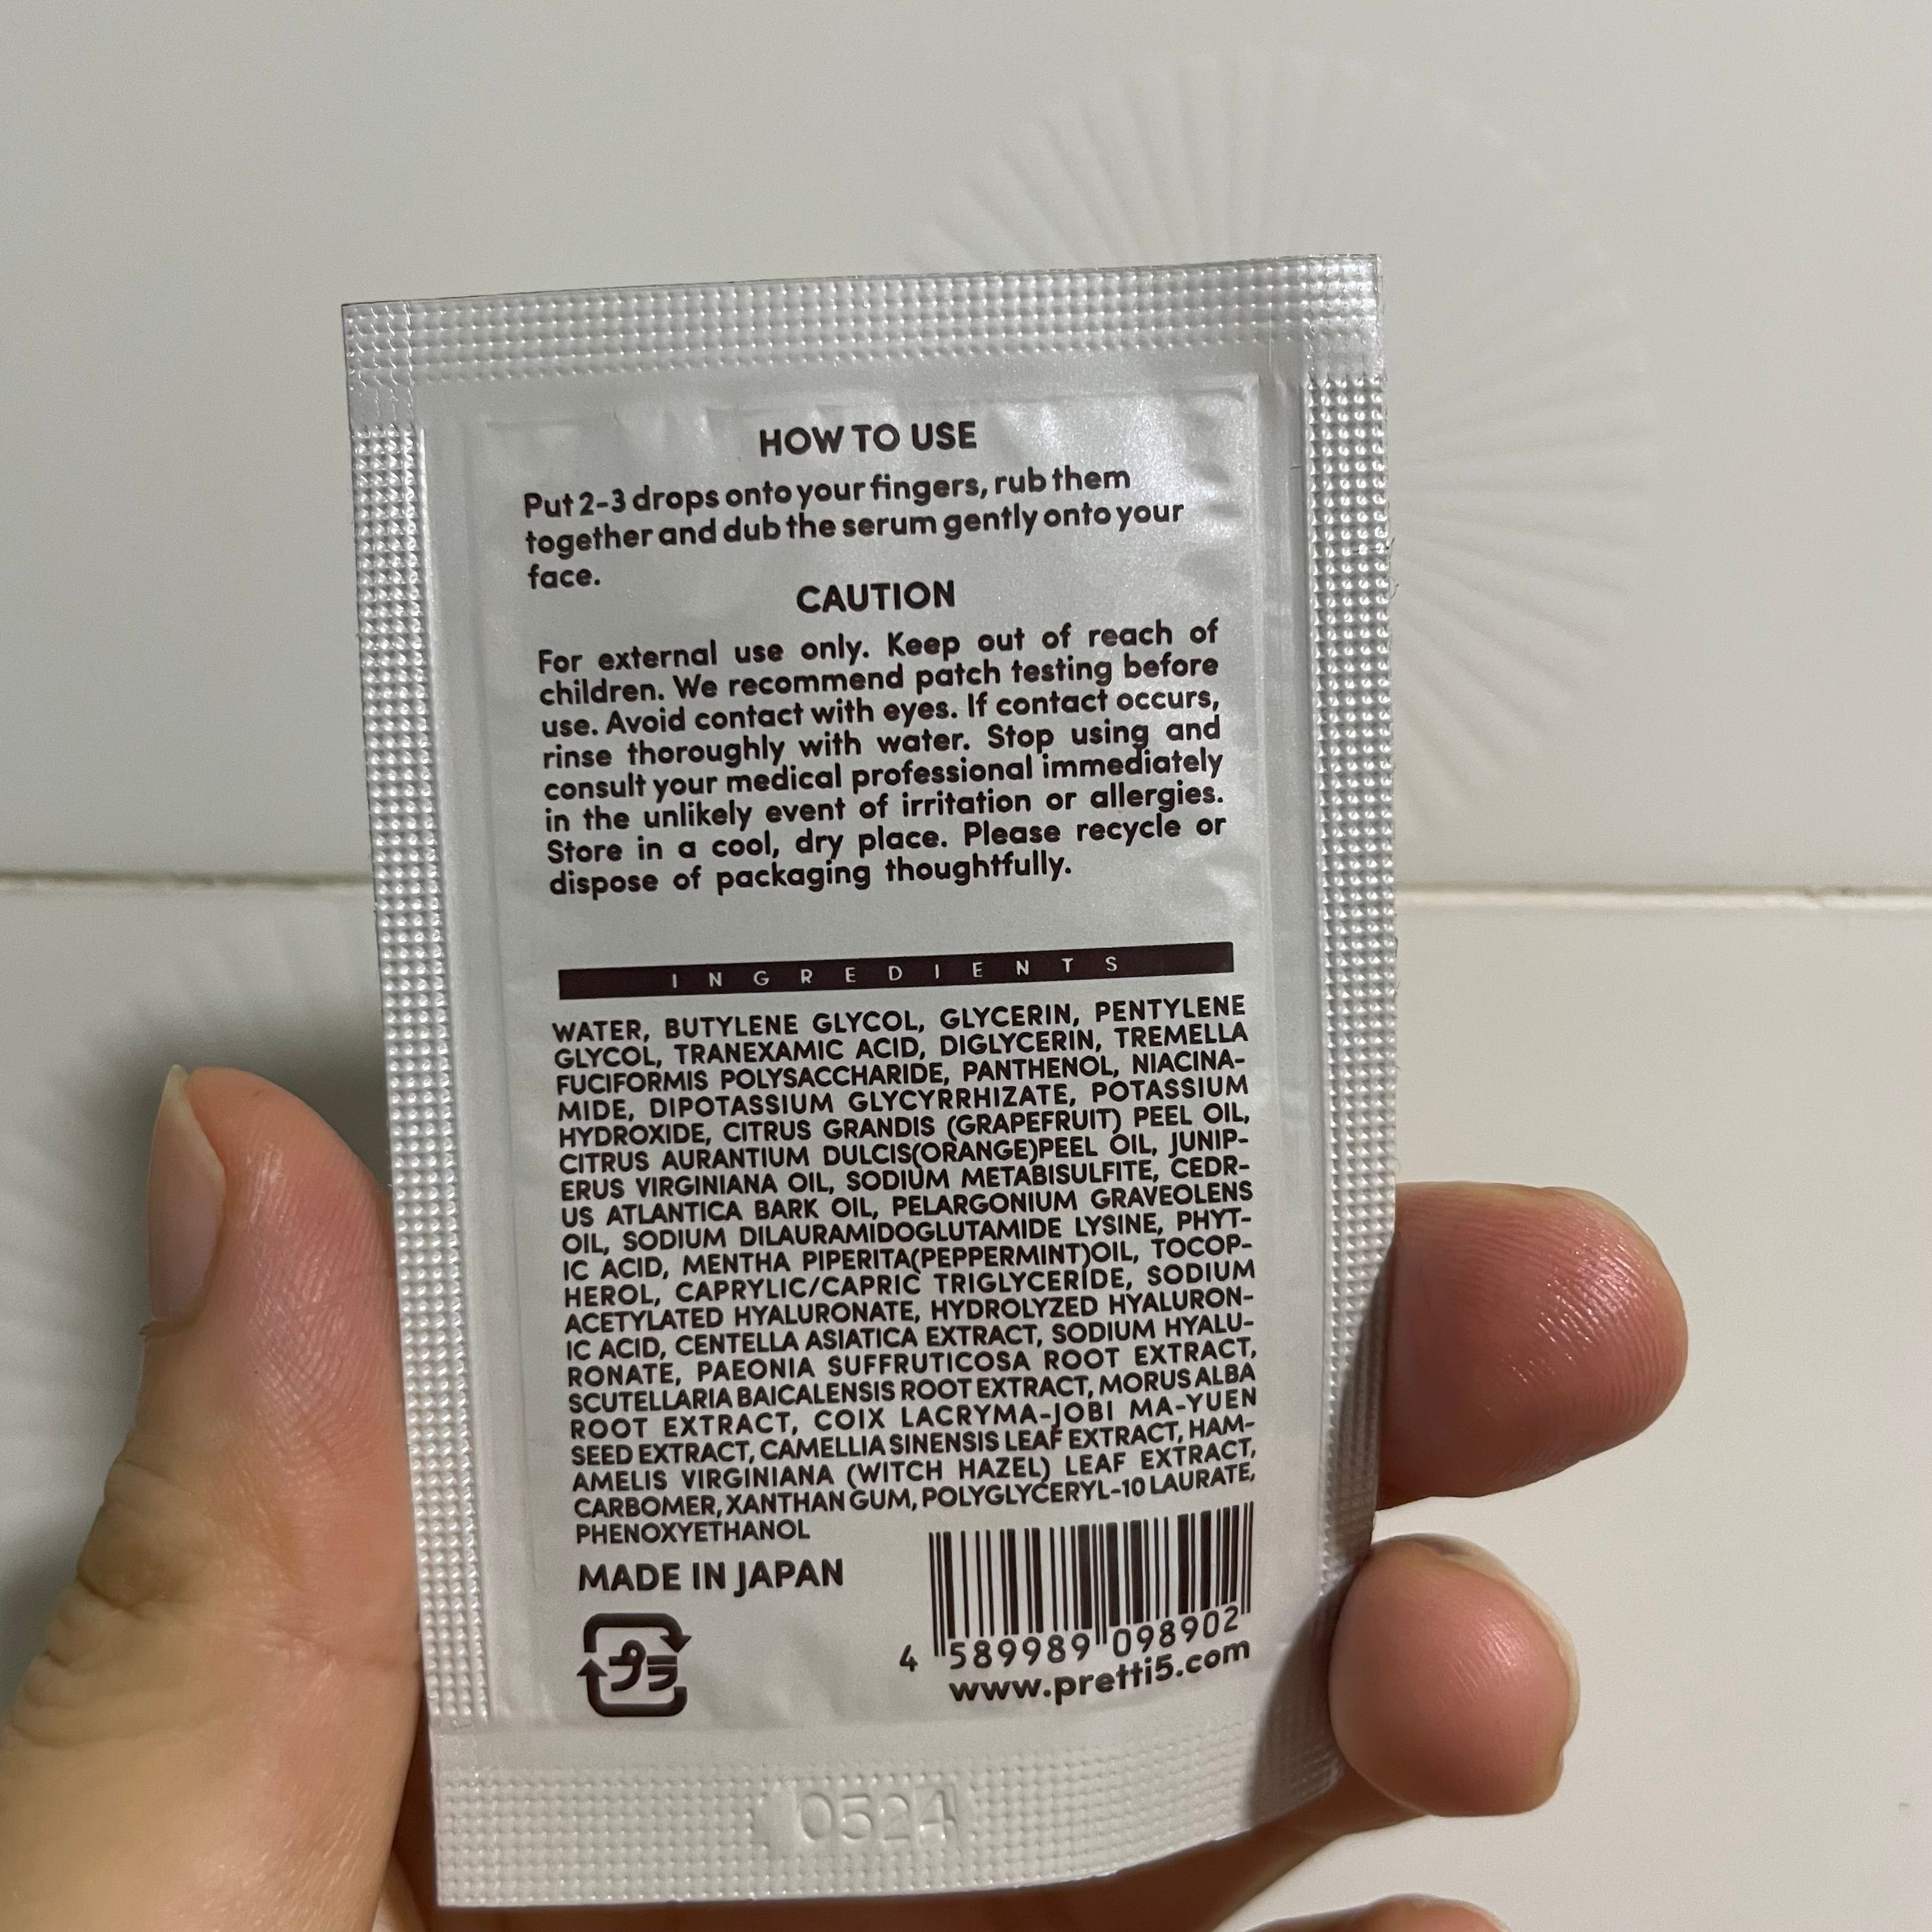 HOW TO USE
Put 2-3 drops onto your fingers, rub them
together and dub the serum gently onto your
face.
CAUTION
For external use only. Keep out of reach of
children. We recommend patch testing before
use. Avoid contact with eyes. If contact occurs,
rinse thoroughly with water. Stop using and
consult your medical professional immediately
in the unlikely event of irritation or allergies.
Store in a cool, dry place. Please recycle or
dispose of packaging thoughtfully.
INGREDIENTS
WATER, BUTYLENE GLYCOL, GLYCERIN, PENTYLENE
GLYCOL, TRANEXAMIC ACID, DIGLYCERIN, TREMELLA
FUCIFORMIS POLYSACCHARIDE, PANTHENOL, NIACINA-
MIDE, DIPOTASSIUM GLYCYRRHIZATE, POTASSIUM
HYDROXIDE, CITRUS GRANDIS (GRAPEFRUIT) PEEL OIL,
CITRUS AURANTIUM DULCIS(ORANGE)PEEL OIL, JUNIP-
ERUS VIRGINIANA OIL, SODIUM METABISULFITE, CEDR-
US ATLANTICA BARK OIL, PELARGONIUM GRAVEOLENS
OIL, SODIUM DILAURAMIDOGLUTAMIDE LYSINE, PHYT-
IC ACID, MENTHA PIPERITA(PEPPERMINT)OIL, TOCOP-
HEROL, CAPRYLIC/CAPRIC TRIGLYCERIDE, SODIUM
ACETYLATED HYALURONATE, HYDROLYZED HYALURON-
IC ACID, CENTELLA ASIATICA EXTRACT, SODIUM HYALU-
RONATE, PAEONIA SUFFRUTICOSA ROOT EXTRACT,
SCUTELLARIA BAICALENSIS ROOT EXTRACT, MORUS ALBA
ROOT EXTRACT, COIX LACRYMA-JOBI MA-YUEN
SEED EXTRACT, CAMELLIA SINENSIS LEAF EXTRACT, HAM-
AMELIS VIRGINIANA (WITCH HAZEL) LEAF EXTRACT,
CARBOMER, XANTHAN GUM, POLYGLYCERYL-10 LAURATE,
PHENOXYETHANOL
MADE IN JAPAN
プラ
4 589989 098902
www.pretti5.com
0524